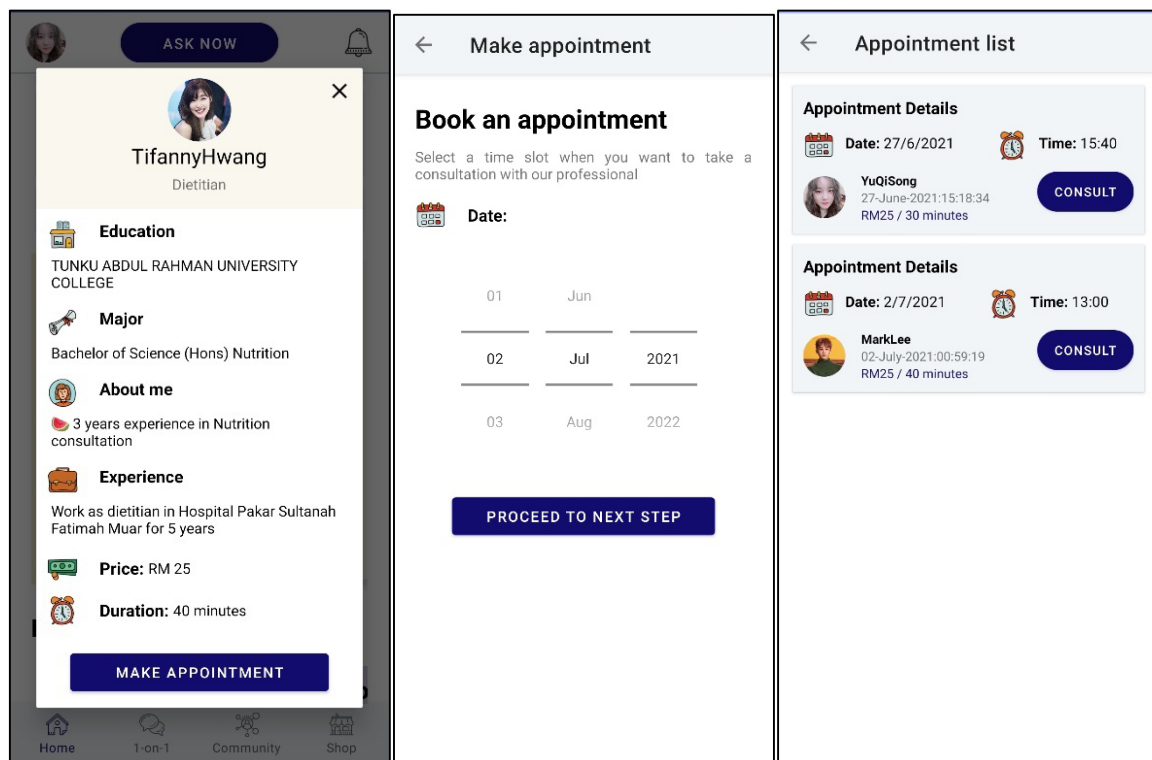 ASK NOW
TifannyHwang
Dietitian
Education
TUNKU ABDUL RAHMAN UNIVERSITY
COLLEGE
Major
Bachelor of Science (Hons) Nutrition
About me
🍉 3 years experience in Nutrition
consultation
Experience
Work as dietitian in Hospital Pakar Sultanah
Fatimah Muar for 5 years
Price: RM 25
Duration: 40 minutes
MAKE APPOINTMENT
Home 1-on-1 Community Shop
Make appointment
Book an appointment
Select a time slot when you want to take a
consultation with our professional
Date:
01 Jun
02 Jul 2021
03 Aug 2022
PROCEED TO NEXT STEP
Appointment list
Appointment Details
Date: 27/6/2021 Time: 15:40
YuQiSong
27-June-2021:15:18:34
RM25 / 30 minutes
CONSULT
Appointment Details
Date: 2/7/2021 Time: 13:00
MarkLee
02-July-2021:00:59:19
RM25 / 40 minutes
CONSULT